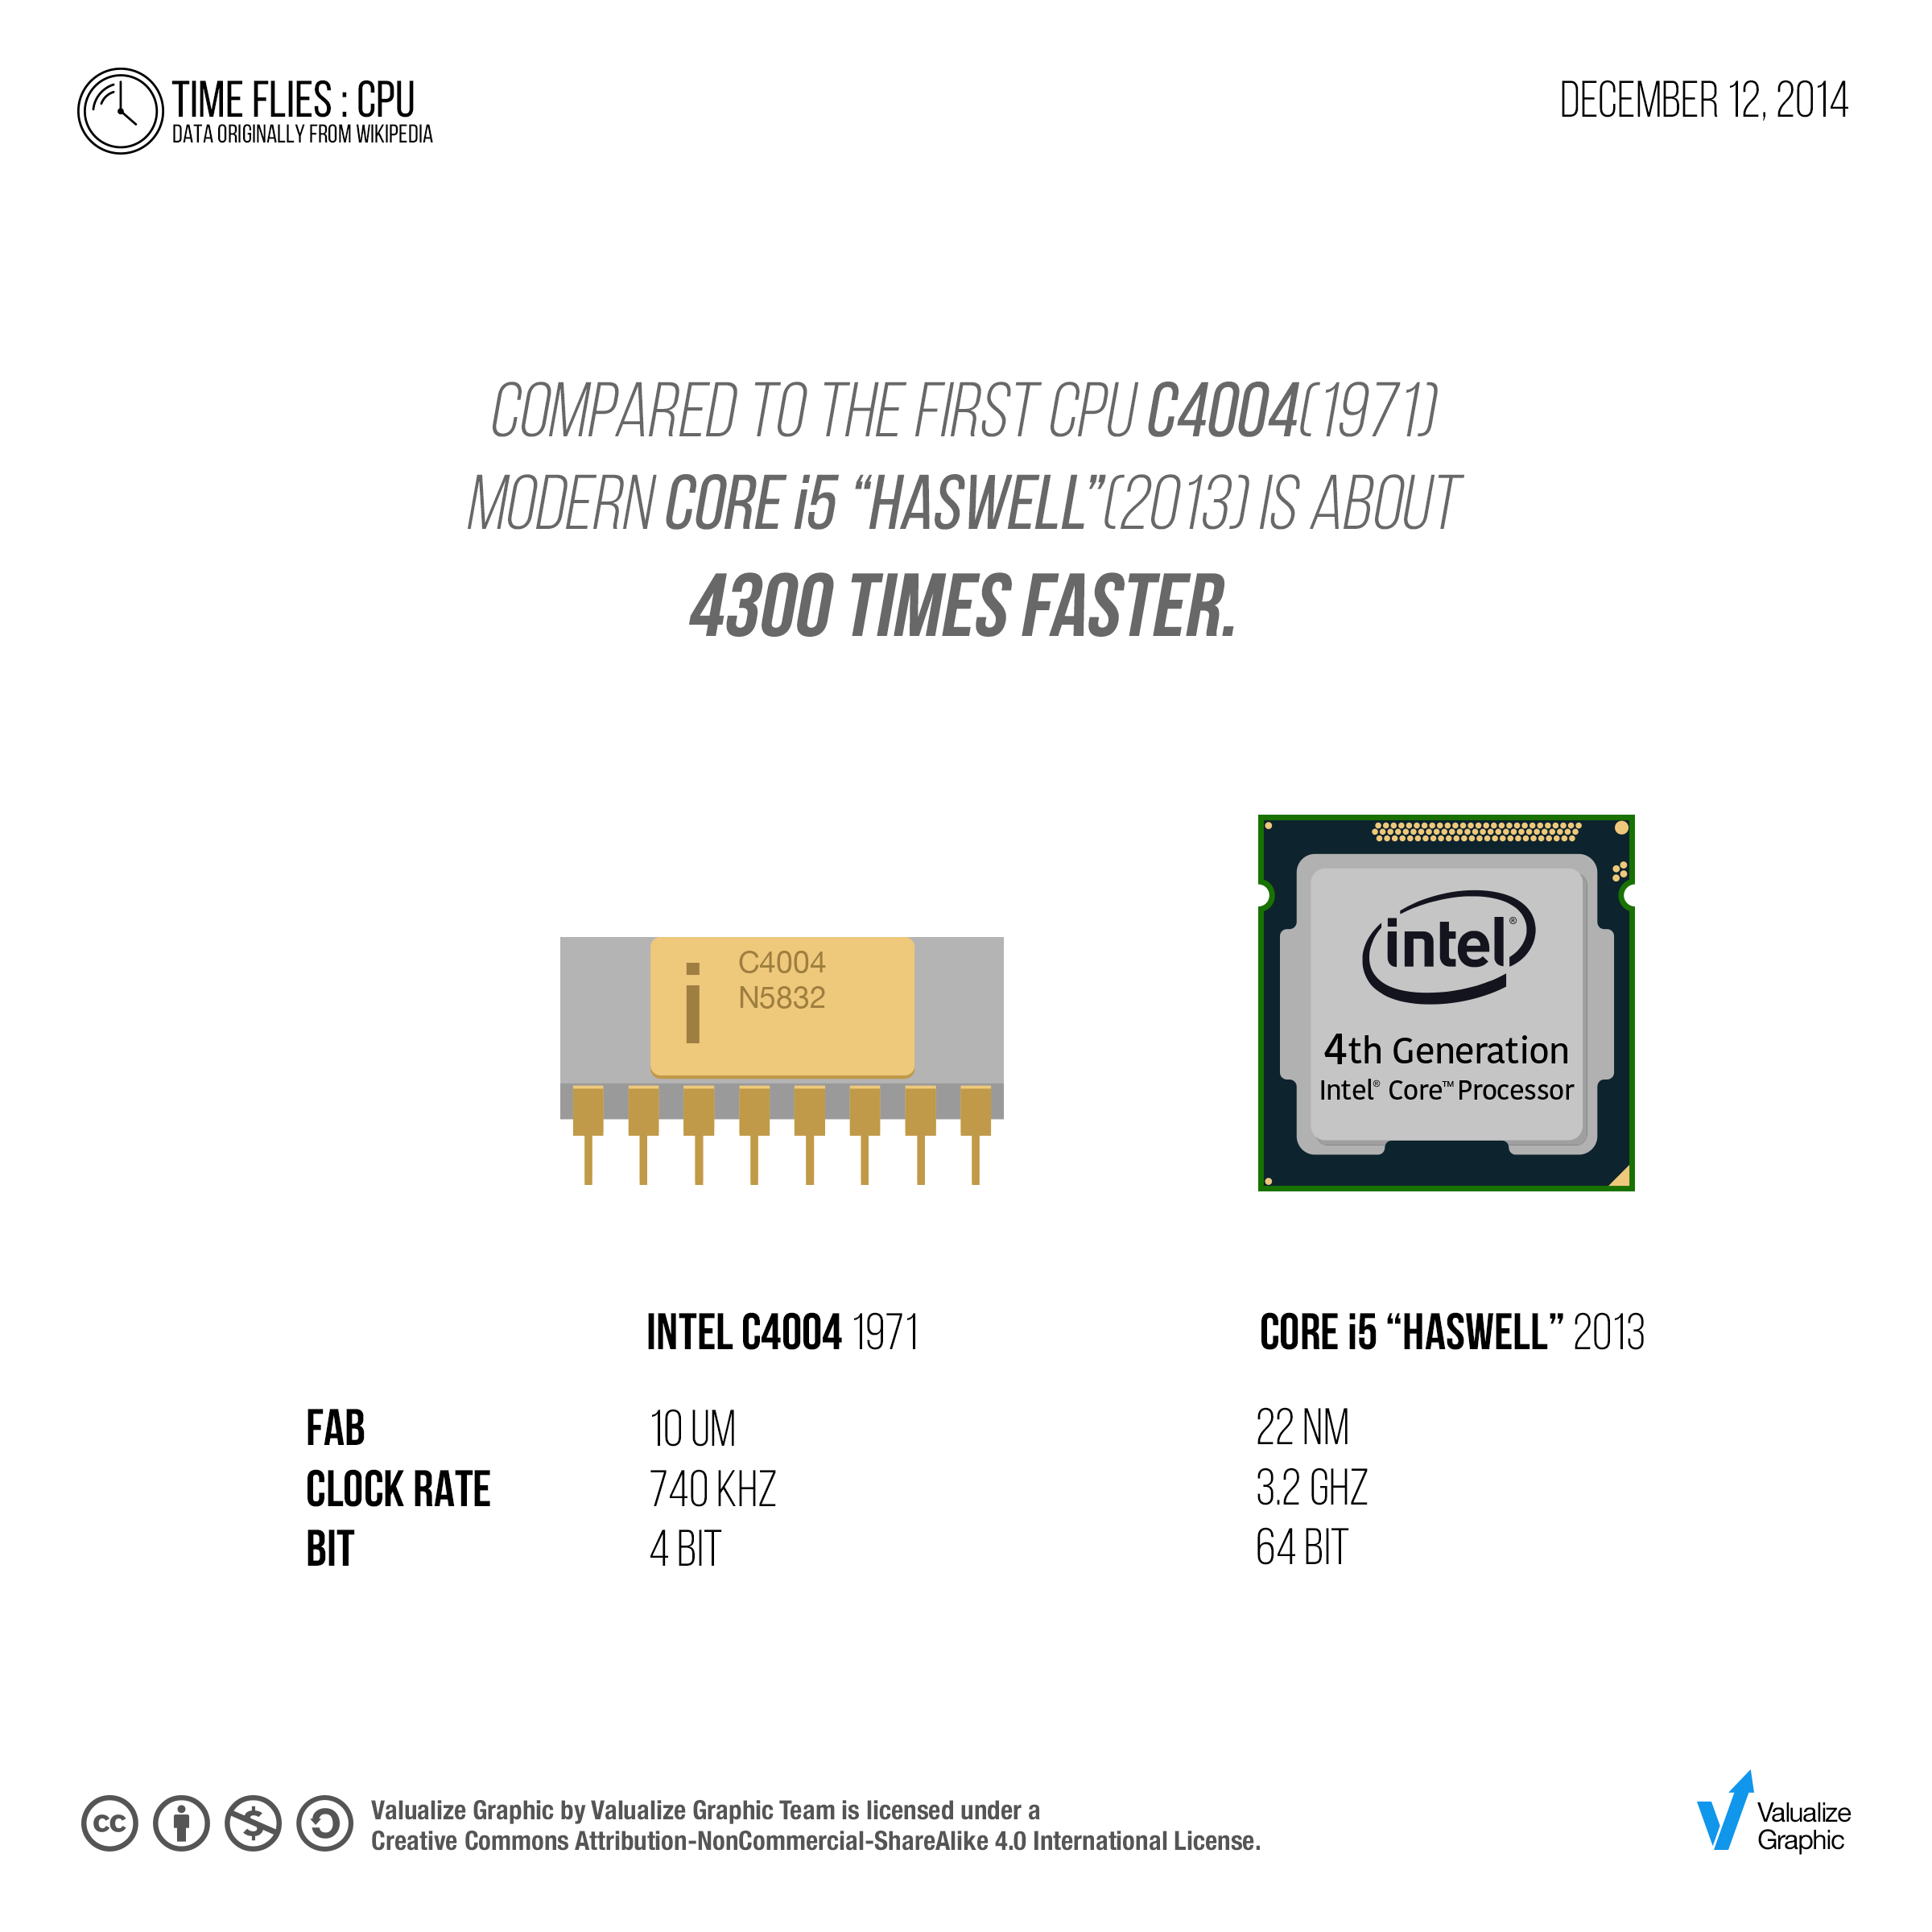 TIME FLIES : CPU
DATA ORIGINALLY FROM WIKIPEDIA
DECEMBER 12, 2014
COMPARED TO THE FIRST CPU C4004(1971)
MODERN CORE i5 “HASWELL”(2013) IS ABOUT
4300 TIMES FASTER.
i
C4004
N5832
intel®
4th Generation
Intel® Core™ Processor
INTEL C4004 1971
CORE i5 “HASWELL” 2013
FAB 10 UM 22 NM
CLOCK RATE 740 KHZ 3.2 GHZ
BIT 4 BIT 64 BIT
cc
Valualize Graphic by Valualize Graphic Team is licensed under a
Creative Commons Attribution-NonCommercial-ShareAlike 4.0 International License.
Valualize
Graphic